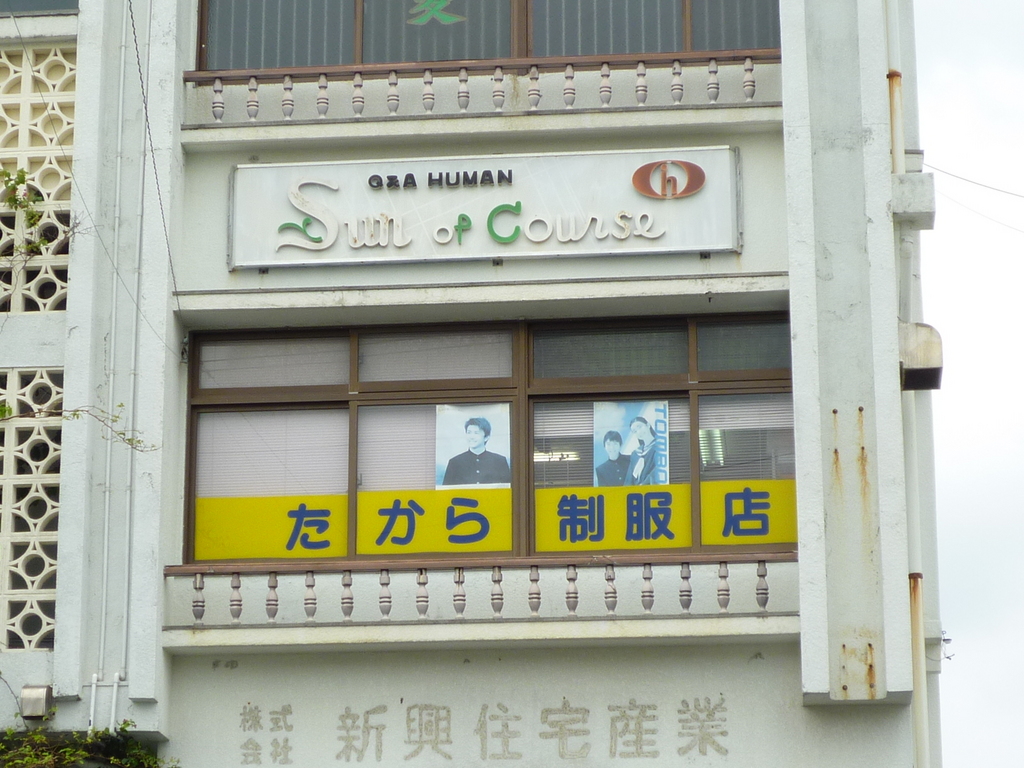 Q&A HUMAN
h
Sun of Course
TOMBO
たから制服店
株式会社 新興住宅産業